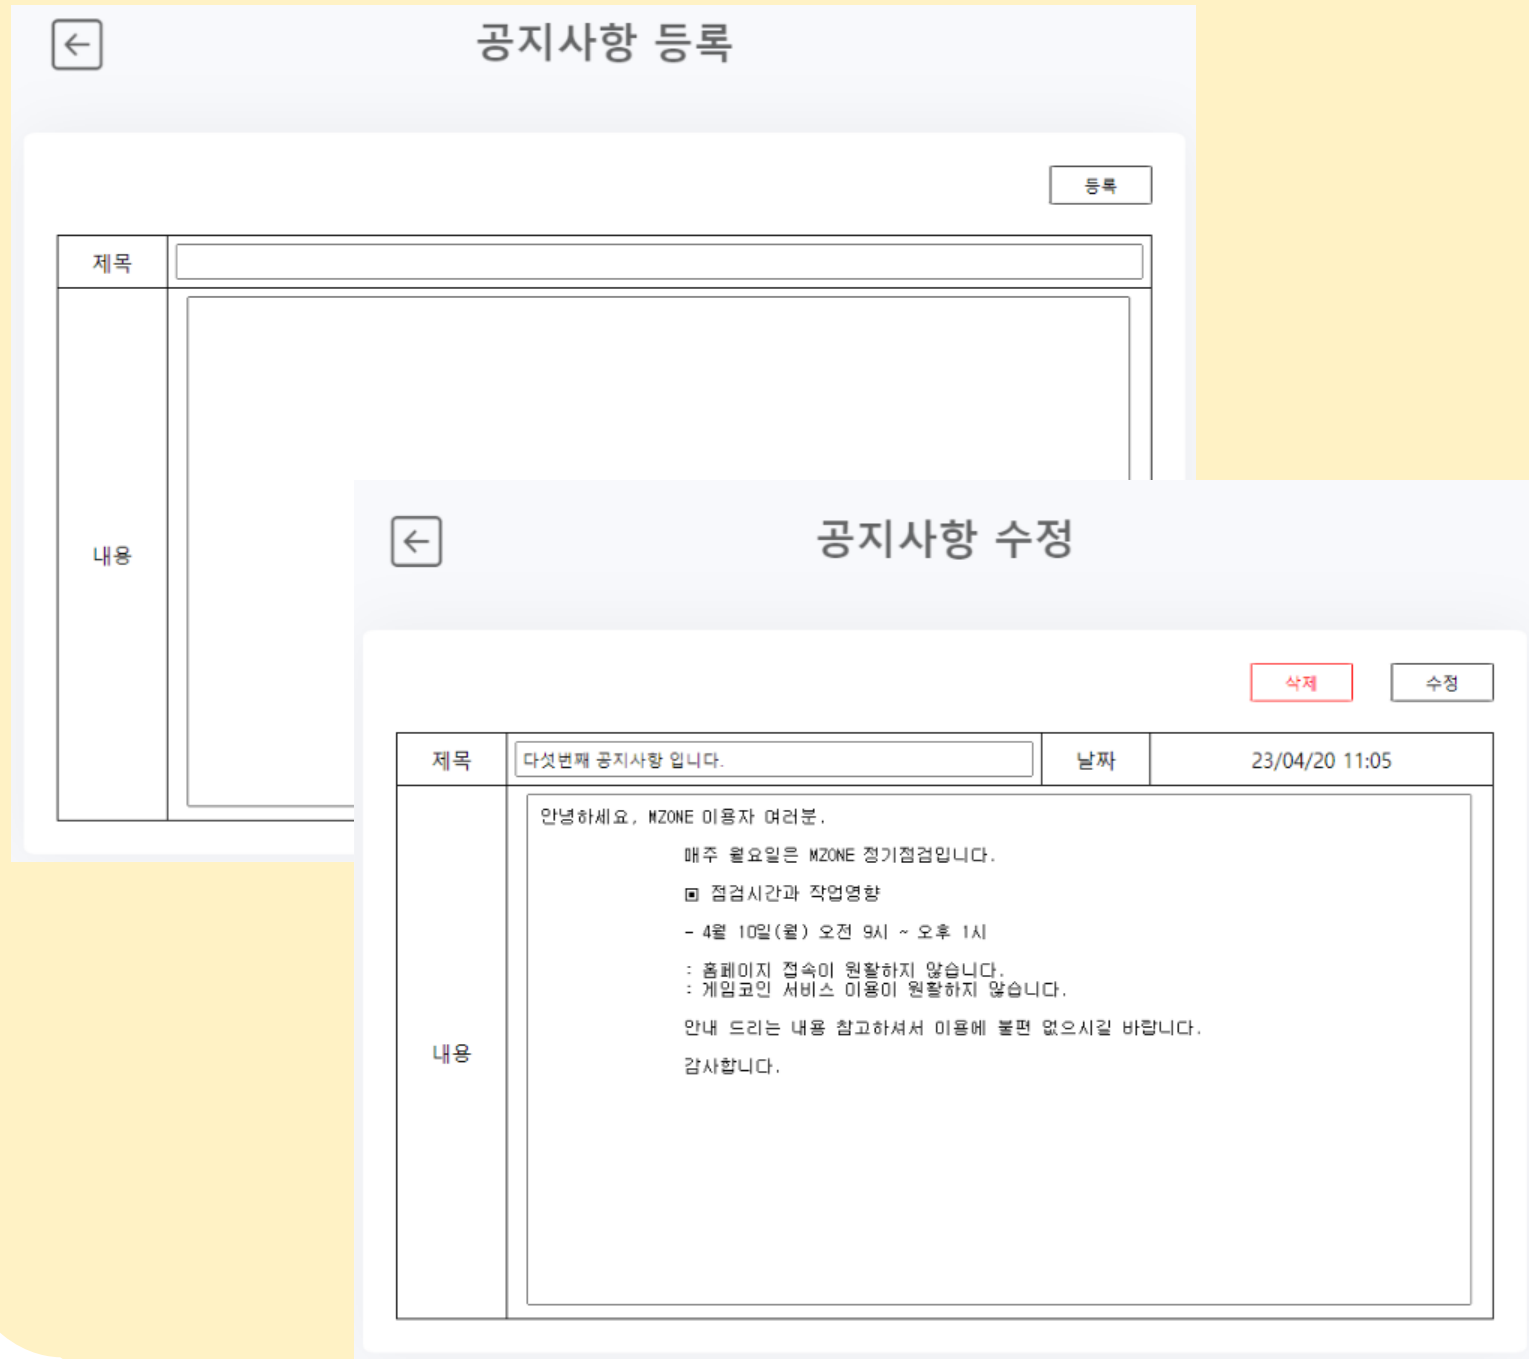 공지사항 등록
등록
제목
내용
공지사항 수정
삭제
수정
제목
다섯번째 공지사항 입니다.
날짜
23/04/20 11:05
내용
안녕하세요, MZONE 이용자 여러분.
매주 월요일은 MZONE 정기점검입니다.
▣ 점검시간과 작업영향
- 4월 10일(월) 오전 9시 ~ 오후 1시
: 홈페이지 접속이 원활하지 않습니다.
: 게임코인 서비스 이용이 원활하지 않습니다.
안내 드리는 내용 참고하셔서 이용에 불편 없으시길 바랍니다.
감사합니다.